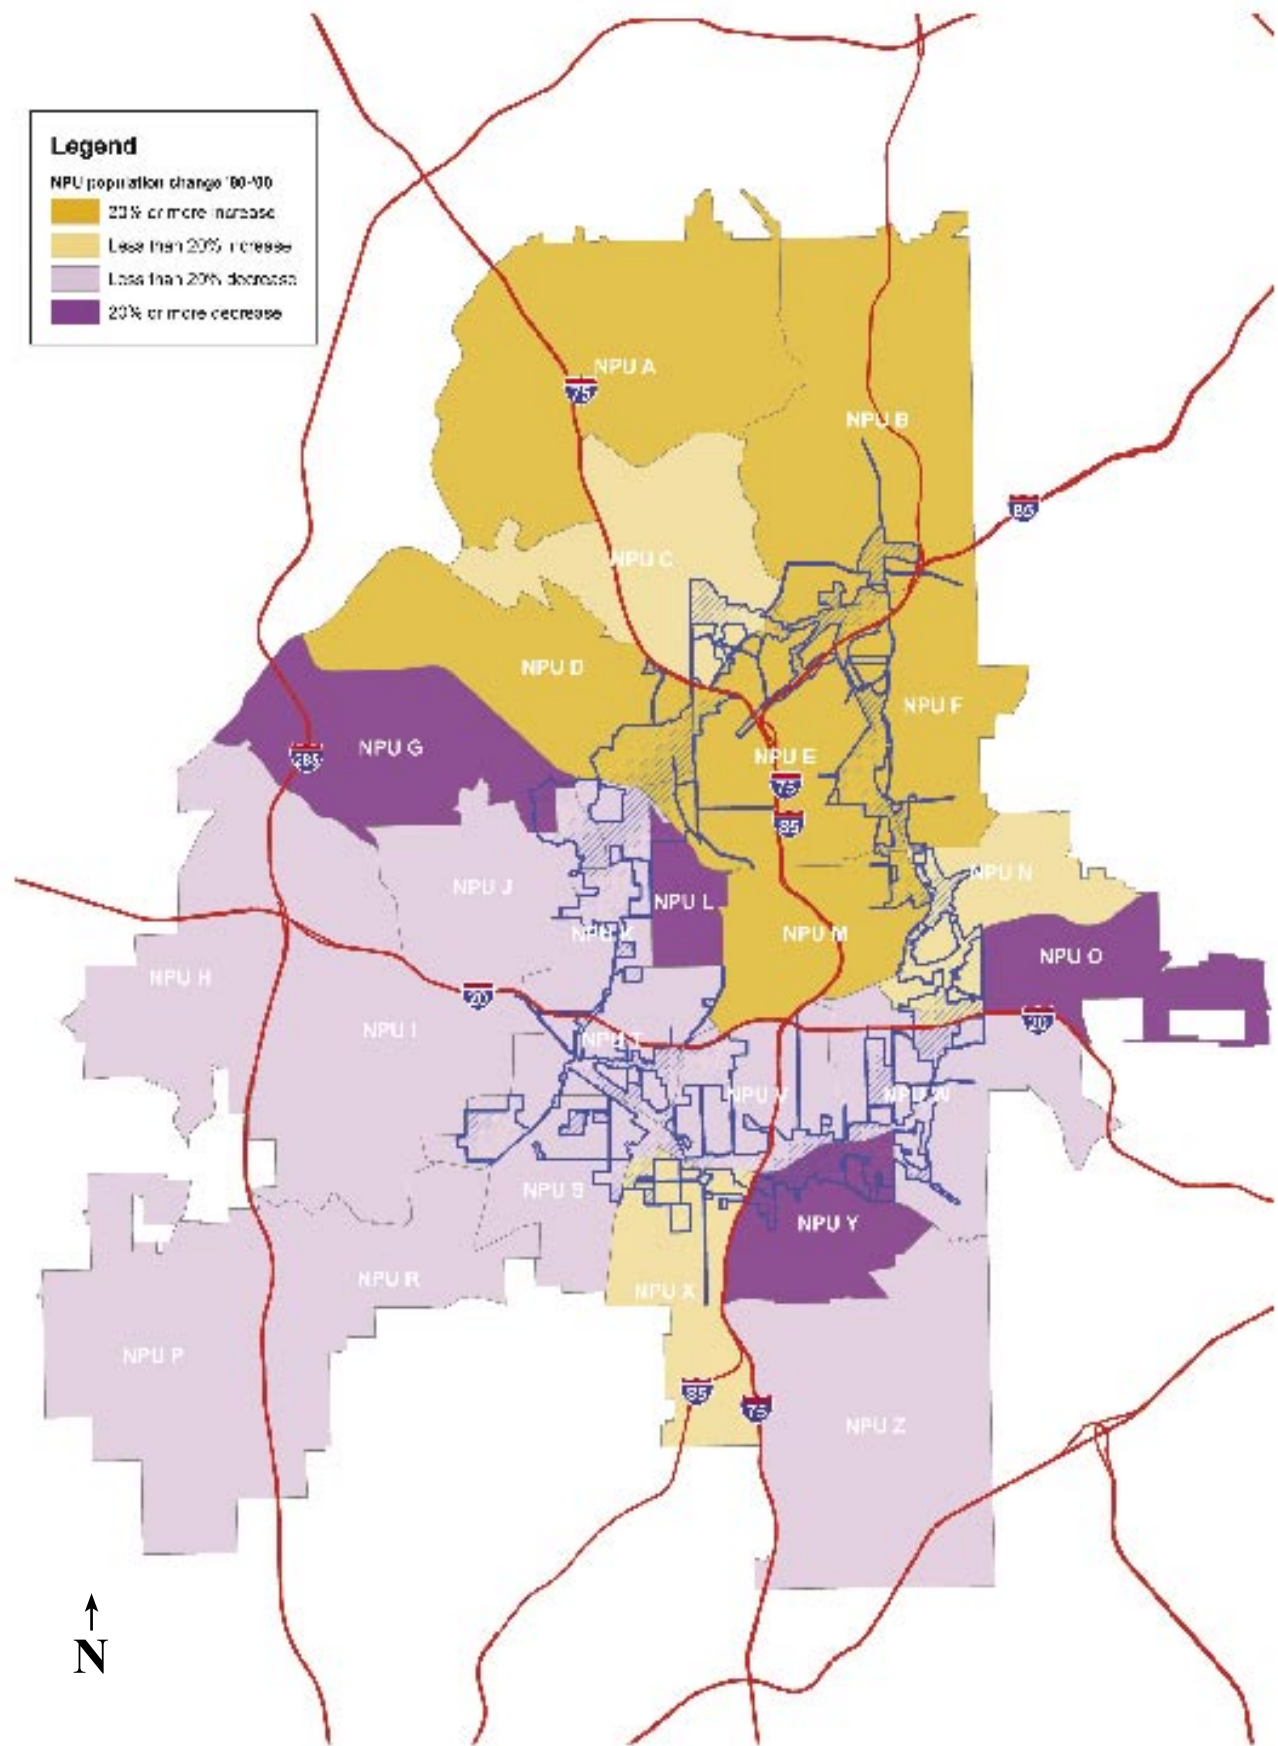 Legend
NPU population change '90-'00
20% or more increase
Less than 20% increase
Less than 20% decrease
20% or more decrease
NPU A
75
NPU B
85
NPU C
NPU D
NPU F
NPU G
285
NPU E
75
85
NPU J
NPU L
NPU N
NPU K
NPU M
NPU O
NPU H
20
NPU I
NPU T
20
NPU V
NPU W
NPU S
NPU Y
NPU R
NPU X
NPU P
85
75
NPU Z
N